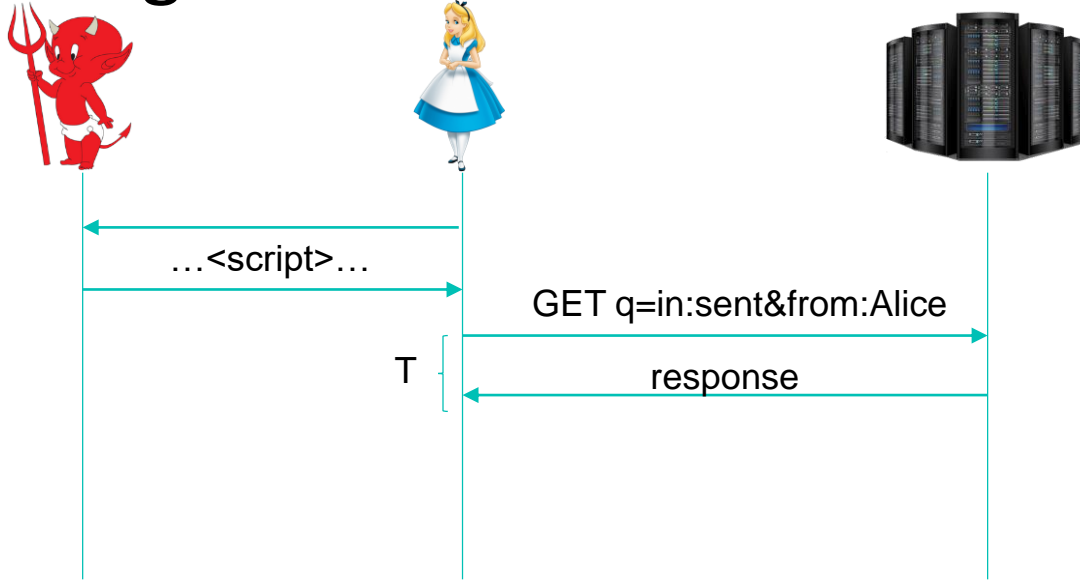 …<script>…
GET q=in:sent&from:Alice
T
response